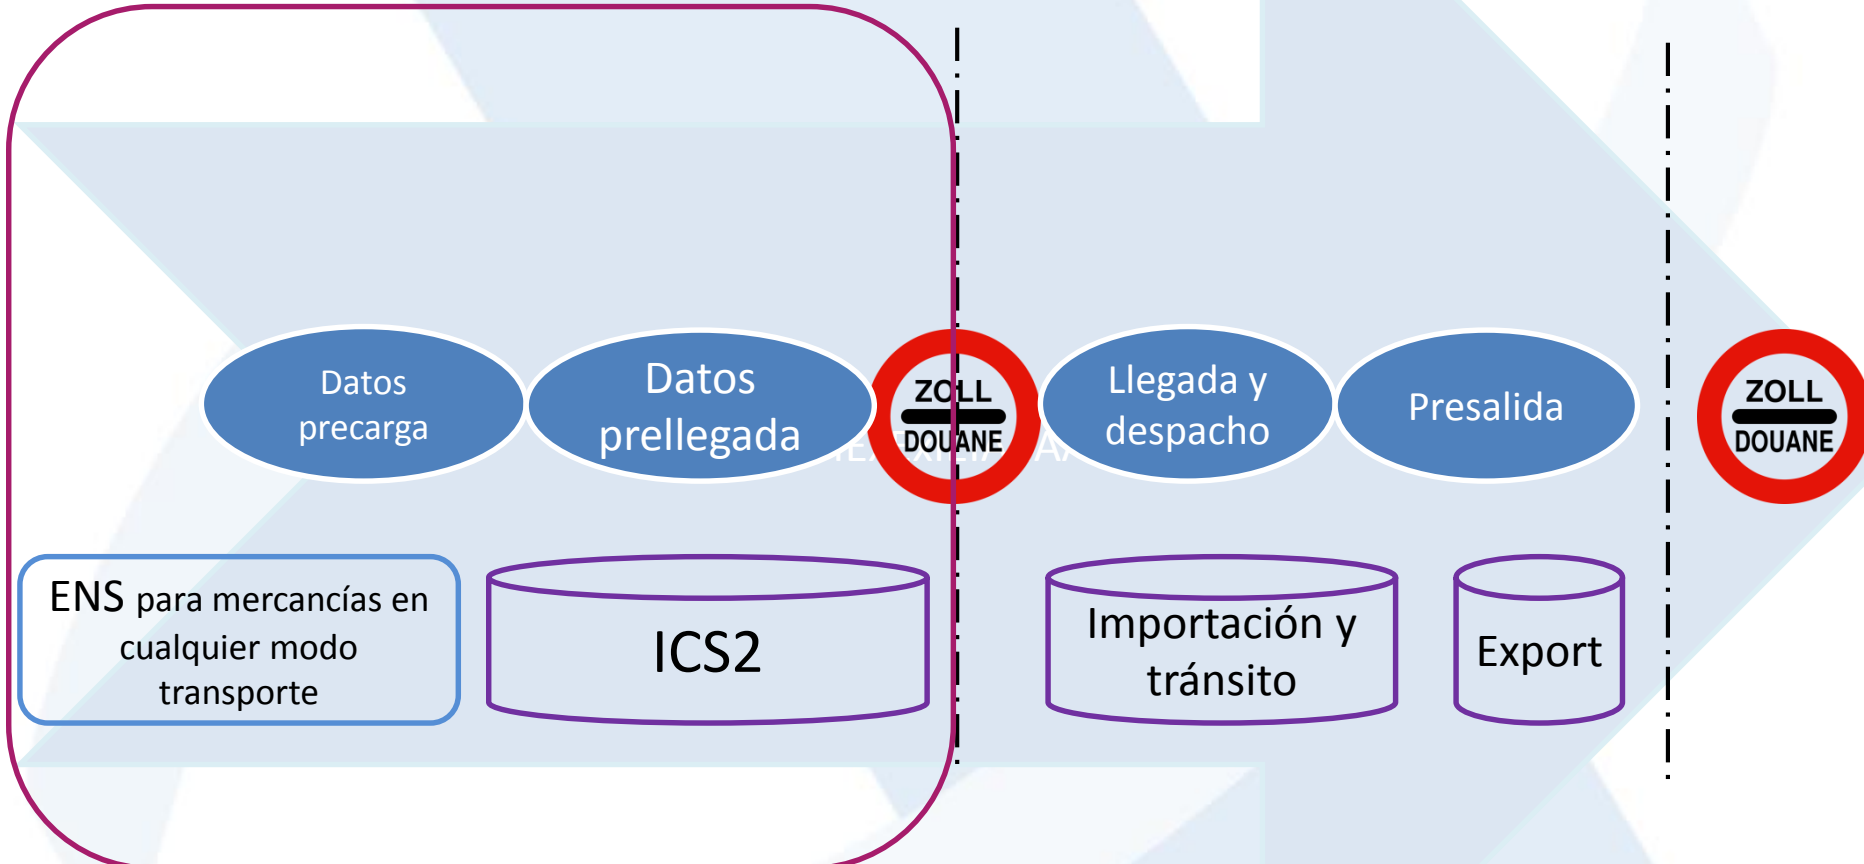 Datos
precarga
Datos
prellegada
ZOLL
DOUANE
Llegada y
despacho
Presalida
ZOLL
DOUANE
ENS para mercancías en
cualquier modo
transporte
ICS2
Importación y
tránsito
Export